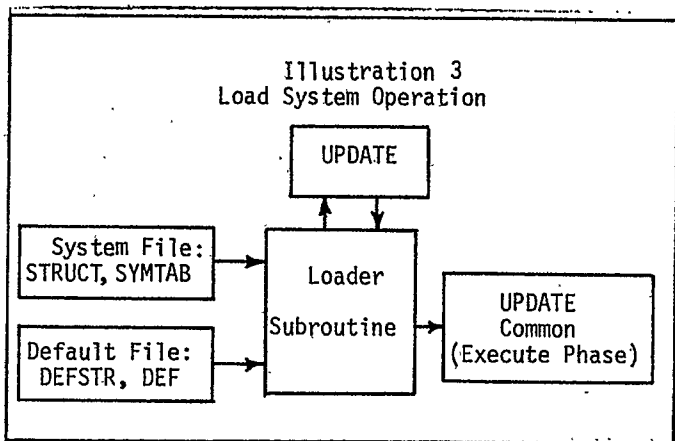 Illustration 3
Load System Operation
UPDATE
System File:
STRUCT, SYMTAB
Loader
Subroutine
Default File:
DEFSTR, DEF
UPDATE
Common
(Execute Phase)